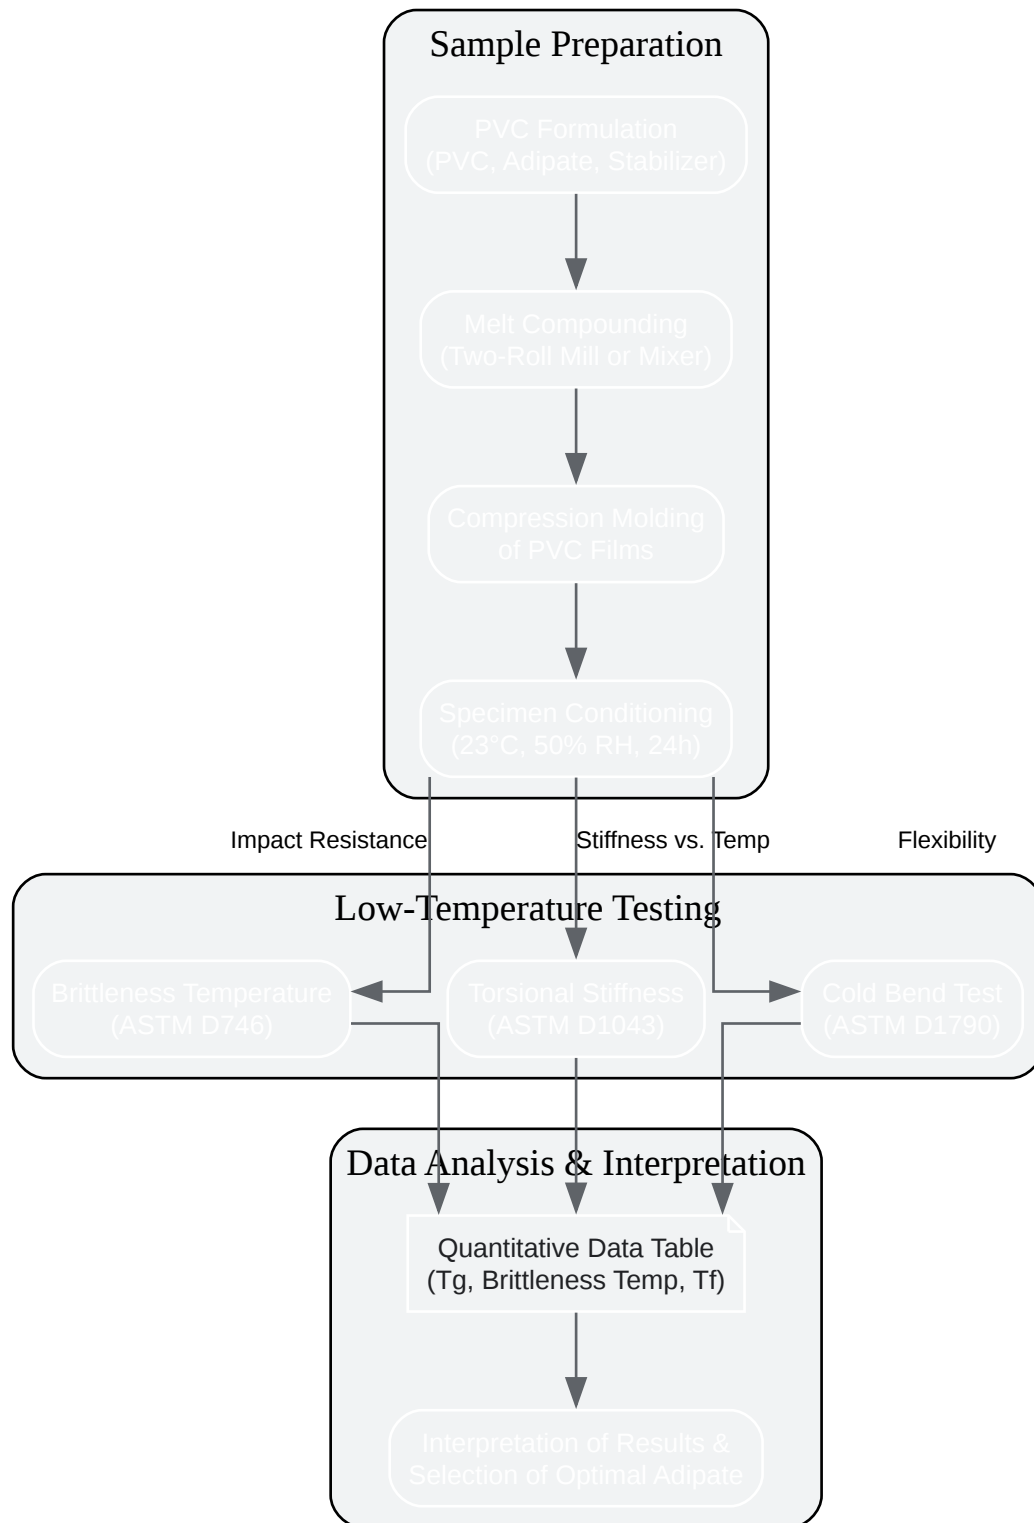 Sample Preparation
PVC Formulation
(PVC, Adipate, Stabilizer)
Melt Compounding
(Two-Roll Mill or Mixer)
Compression Molding
of PVC Films
Specimen Conditioning
(23°C, 50% RH, 24h)
Impact Resistance
Stiffness vs. Temp
Flexibility
Low-Temperature Testing
Brittleness Temperature
(ASTM D746)
Torsional Stiffness
(ASTM D1043)
Cold Bend Test
(ASTM D1790)
Data Analysis & Interpretation
Quantitative Data Table
(Tg, Brittleness Temp, Tf)
Interpretation of Results &
Selection of Optimal Adipate